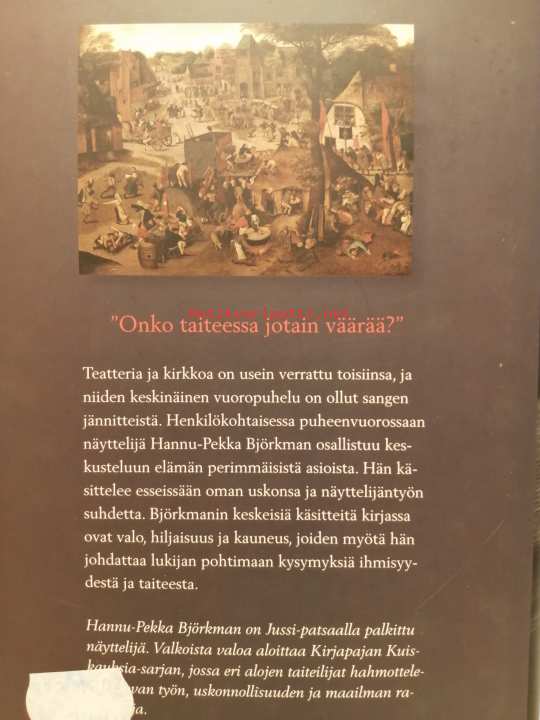 "Onko taiteessa jotain väärää?"
Teatteria ja kirkkoa on usein verrattu toisiinsa, ja
niiden keskinäinen vuoropuhelu on ollut sangen
jännitteistä. Henkilökohtaisessa puheenvuorossaan
näyttelijä Hannu-Pekka Björkman osallistuu kes-
kusteluun elämän perimmäisistä asioista. Hän kä-
sittelee esseissään oman uskonsa ja näyttelijäntyön
suhdetta. Björkmanin keskeisiä käsitteitä kirjassa
ovat valo, hiljaisuus ja kauneus, joiden myötä hän
johdattaa lukijan pohtimaan kysymyksiä ihmisyy-
destä ja taiteesta.
Hannu-Pekka Björkman on Jussi-patsaalla palkittu
näyttelijä. Valkoista valoa aloittaa Kirjapajan Kuis-
kauksia-sarjan, jossa eri alojen taiteilijat hahmottele-
van työn, uskonnollisuuden ja maailman ra-
ja.